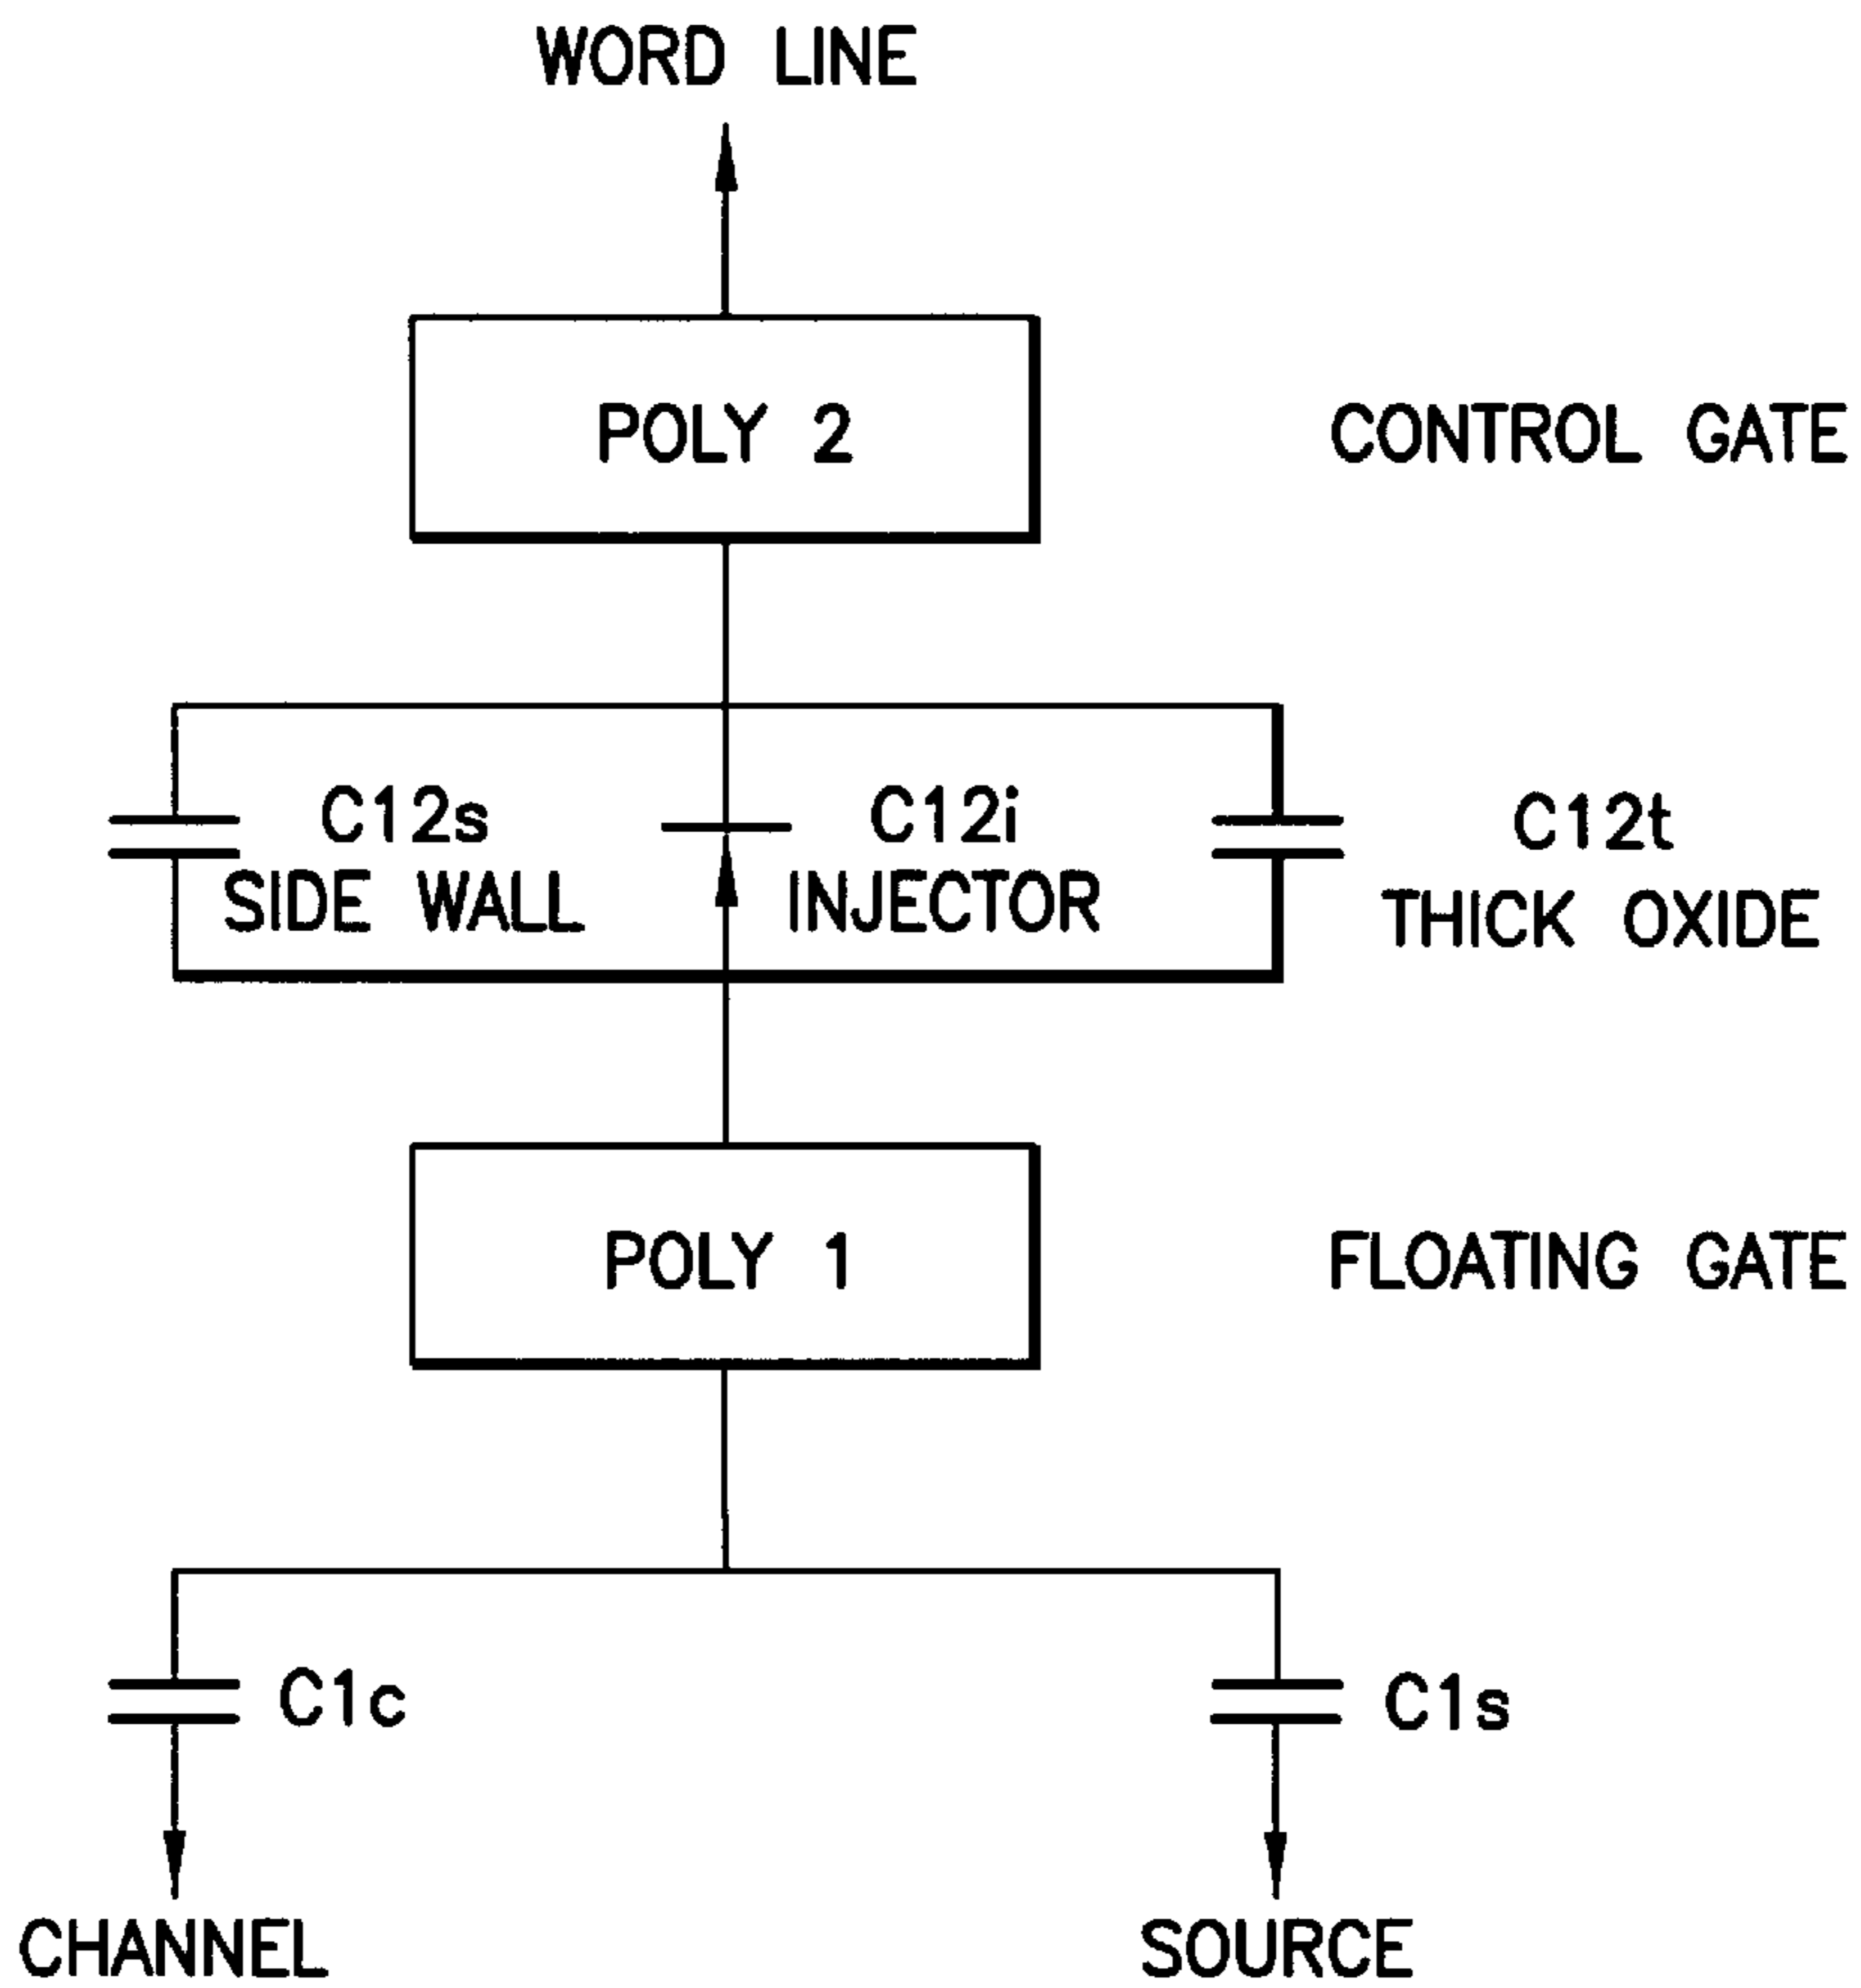 WORD LINE
POLY 2
CONTROL GATE
C12s
SIDE WALL
C12i
INJECTOR
C12t
THICK OXIDE
POLY 1
FLOATING GATE
C1c
C1s
CHANNEL
SOURCE